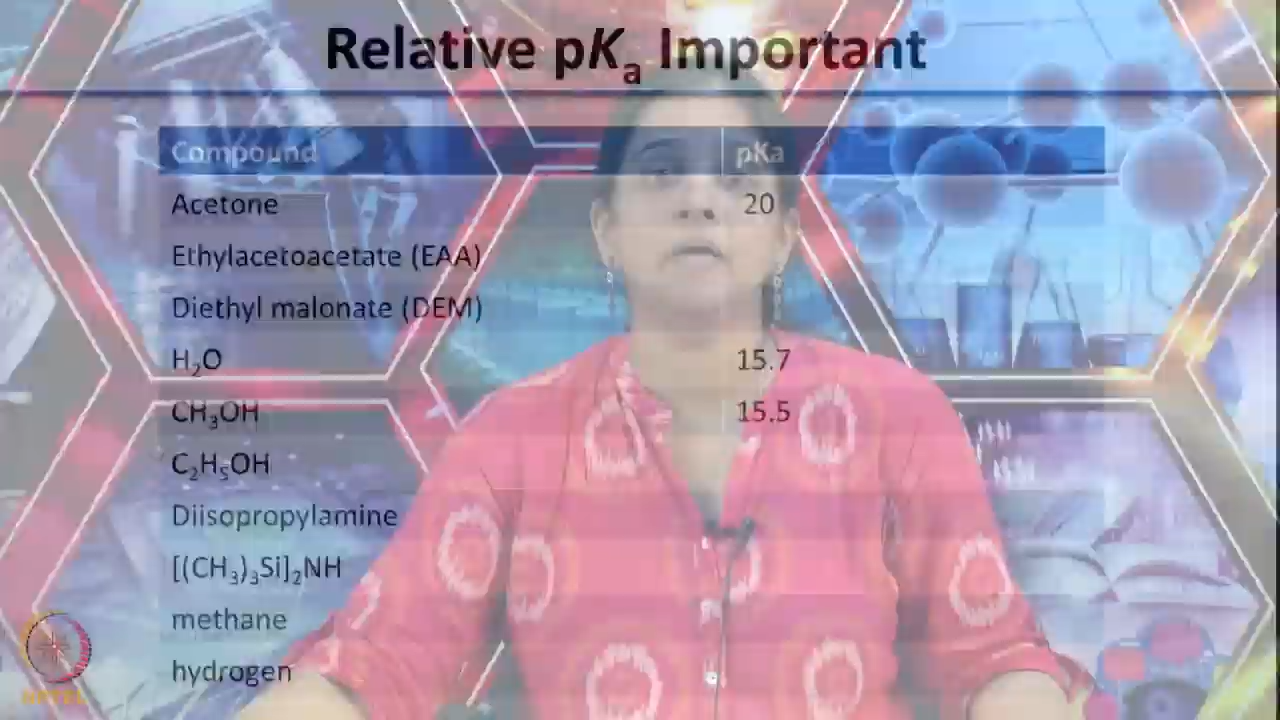 Relative pKa Important
Compound pKa
Acetone 20
Ethylacetoacetate (EAA)
Diethyl malonate (DEM)
H₂O 15.7
CH₃OH 15.5
C₂H₅OH
Diisopropylamine
[(CH₃)₃Si]₂NH
methane
hydrogen
NPTEL